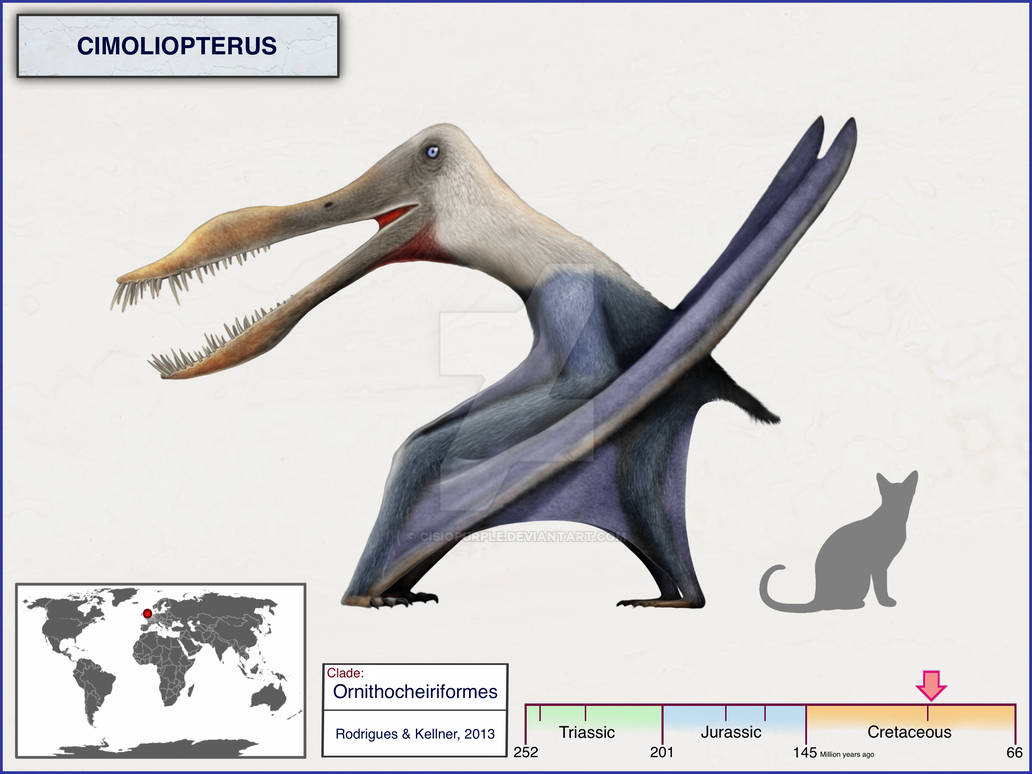 CIMOLIOPTERUS
© CISIOPURPLE.DEVIANTART.COM
Clade:
Ornithocheiriformes
Rodrigues & Kellner, 2013
Triassic Jurassic Cretaceous
252 201 145 Million years ago 66